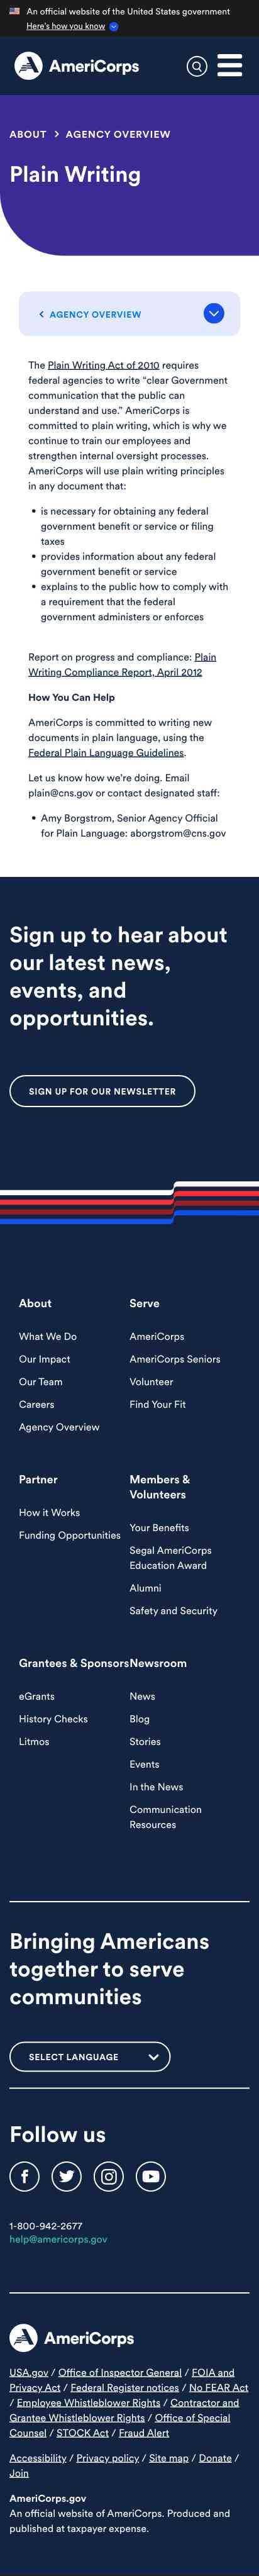 An official website of the United States government
Here's how you know
AmeriCorps
ABOUT > AGENCY OVERVIEW
Plain Writing
AGENCY OVERVIEW
The Plain Writing Act of 2010 requires
federal agencies to write “clear Government
communication that the public can
understand and use.” AmeriCorps is
committed to plain writing, which is why we
continue to train our employees and
strengthen internal oversight processes.
AmeriCorps will use plain writing principles
in any document that:
• is necessary for obtaining any federal
government benefit or service or filing
taxes
• provides information about any federal
government benefit or service
• explains to the public how to comply with
a requirement that the federal
government administers or enforces
Report on progress and compliance: Plain
Writing Compliance Report, April 2012
How You Can Help
AmeriCorps is committed to writing new
documents in plain language, using the
Federal Plain Language Guidelines.
Let us know how we're doing. Email
plain@cns.gov or contact designated staff:
• Amy Borgstrom, Senior Agency Official
for Plain Language: aborgstrom@cns.gov
Sign up to hear about
our latest news,
events, and
opportunities.
SIGN UP FOR OUR NEWSLETTER
About
What We Do
Our Impact
Our Team
Careers
Agency Overview
Serve
AmeriCorps
AmeriCorps Seniors
Volunteer
Find Your Fit
Partner
How it Works
Funding Opportunities
Members &
Volunteers
Your Benefits
Segal AmeriCorps
Education Award
Alumni
Safety and Security
Grantees & Sponsors
eGrants
History Checks
Litmos
Newsroom
News
Blog
Stories
Events
In the News
Communication
Resources
Bringing Americans
together to serve
communities
SELECT LANGUAGE
Follow us
1-800-942-2677
help@americorps.gov
AmeriCorps
USA.gov / Office of Inspector General / FOIA and
Privacy Act / Federal Register notices / No FEAR Act
/ Employee Whistleblower Rights / Contractor and
Grantee Whistleblower Rights / Office of Special
Counsel / STOCK Act / Fraud Alert
Accessibility / Privacy policy / Site map / Donate /
Join
AmeriCorps.gov
An official website of AmeriCorps. Produced and
published at taxpayer expense.